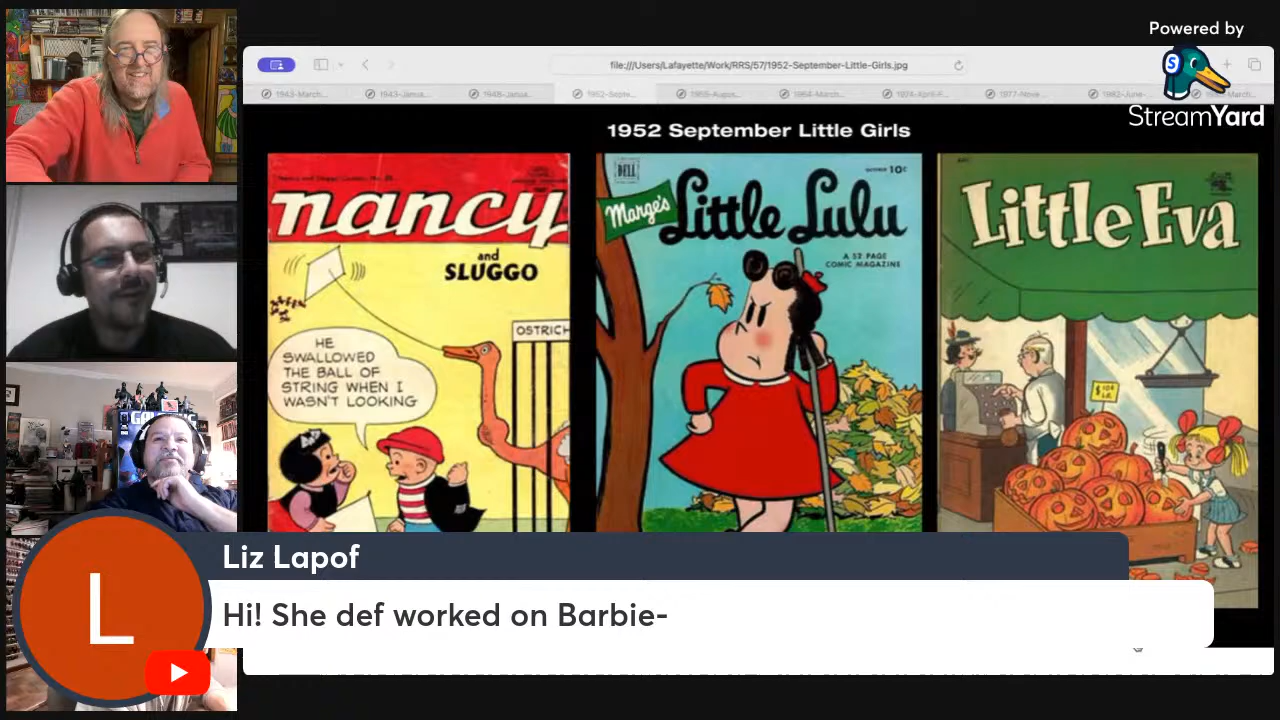 Powered by
StreamYard
file:///Users/Lafayette/Work/RRS/57/1952-September-Little-Girls.jpg
1952 September Little Girls
nancy
and
SLUGGO
OSTRICH
HE
SWALLOWED
THE BALL OF
STRING WHEN I
WASN'T LOOKING
DELL
10¢
Marge's
Little Lulu
A 52 PAGE
COMIC MAGAZINE
Little Eva
Liz Lapof
L
Hi! She def worked on Barbie-